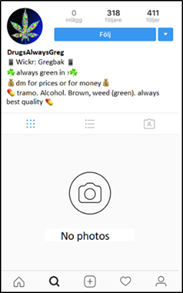 0 318 411
inlägg följare följer
Följ
DrugsAlwaysGreg
Wickr: Gregbak
always green in
dm for prices or for money
tramo. Alcohol. Brown, weed (green). always
best quality
No photos